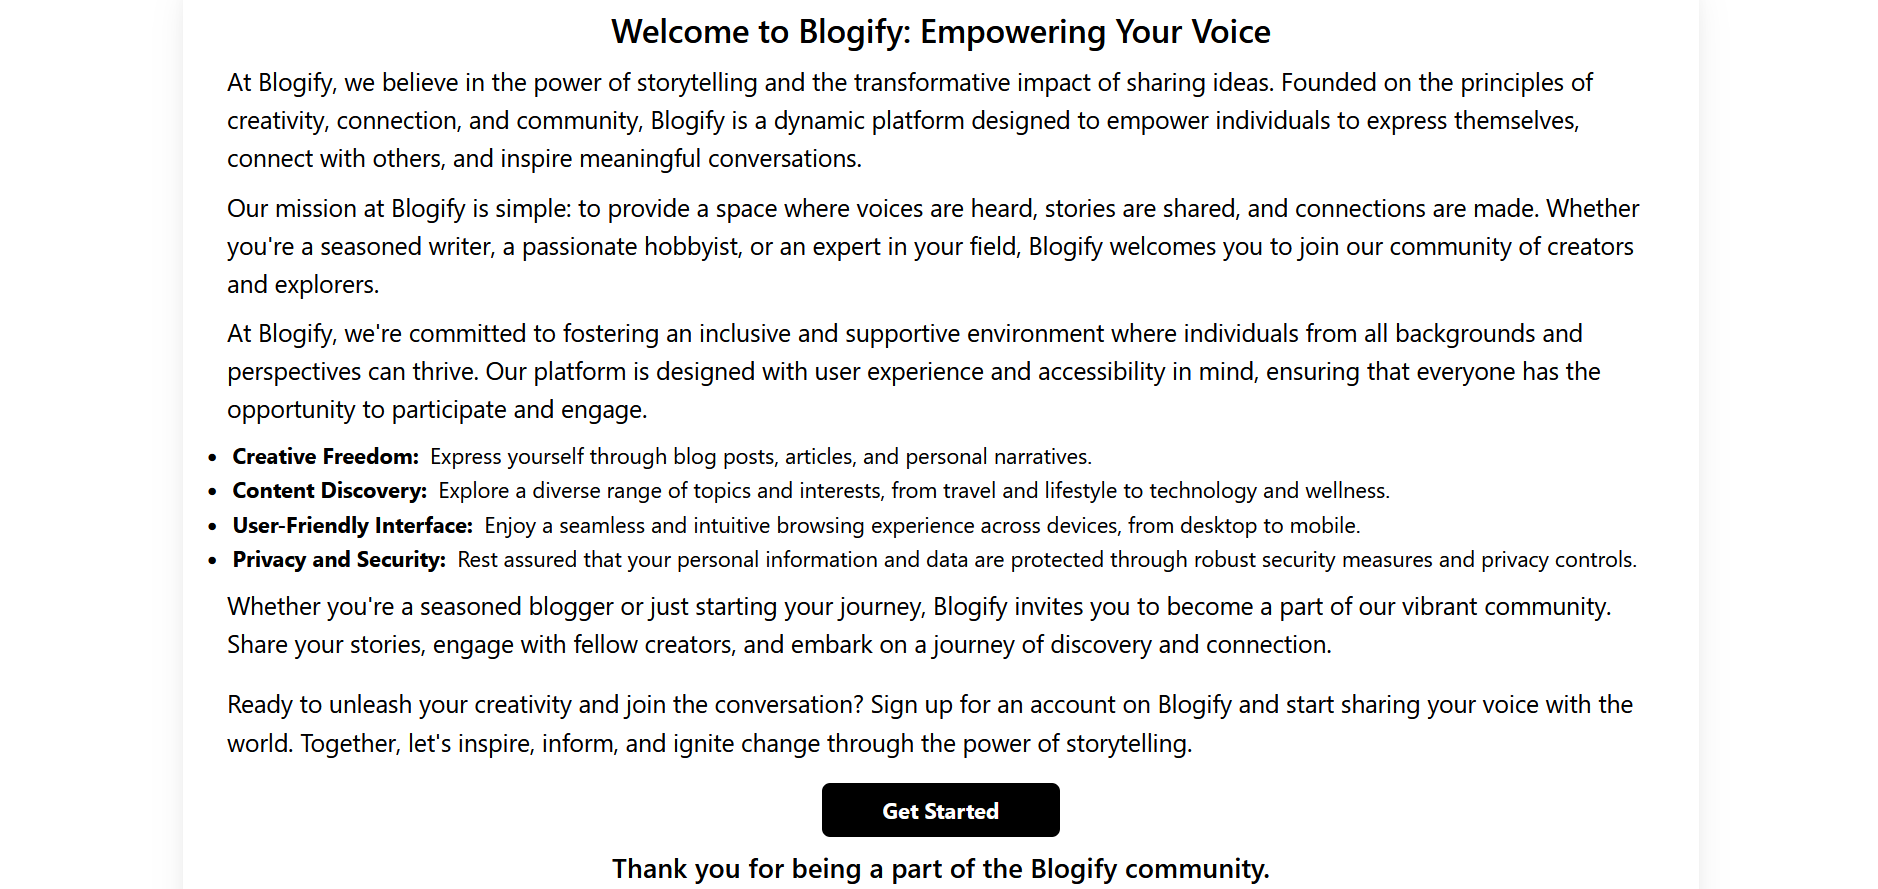 Welcome to Blogify: Empowering Your Voice
At Blogify, we believe in the power of storytelling and the transformative impact of sharing ideas. Founded on the principles of
creativity, connection, and community, Blogify is a dynamic platform designed to empower individuals to express themselves,
connect with others, and inspire meaningful conversations.
Our mission at Blogify is simple: to provide a space where voices are heard, stories are shared, and connections are made. Whether
you're a seasoned writer, a passionate hobbyist, or an expert in your field, Blogify welcomes you to join our community of creators
and explorers.
At Blogify, we're committed to fostering an inclusive and supportive environment where individuals from all backgrounds and
perspectives can thrive. Our platform is designed with user experience and accessibility in mind, ensuring that everyone has the
opportunity to participate and engage.
• Creative Freedom: Express yourself through blog posts, articles, and personal narratives.
• Content Discovery: Explore a diverse range of topics and interests, from travel and lifestyle to technology and wellness.
• User-Friendly Interface: Enjoy a seamless and intuitive browsing experience across devices, from desktop to mobile.
• Privacy and Security: Rest assured that your personal information and data are protected through robust security measures and privacy controls.
Whether you're a seasoned blogger or just starting your journey, Blogify invites you to become a part of our vibrant community.
Share your stories, engage with fellow creators, and embark on a journey of discovery and connection.
Ready to unleash your creativity and join the conversation? Sign up for an account on Blogify and start sharing your voice with the
world. Together, let's inspire, inform, and ignite change through the power of storytelling.
Get Started
Thank you for being a part of the Blogify community.